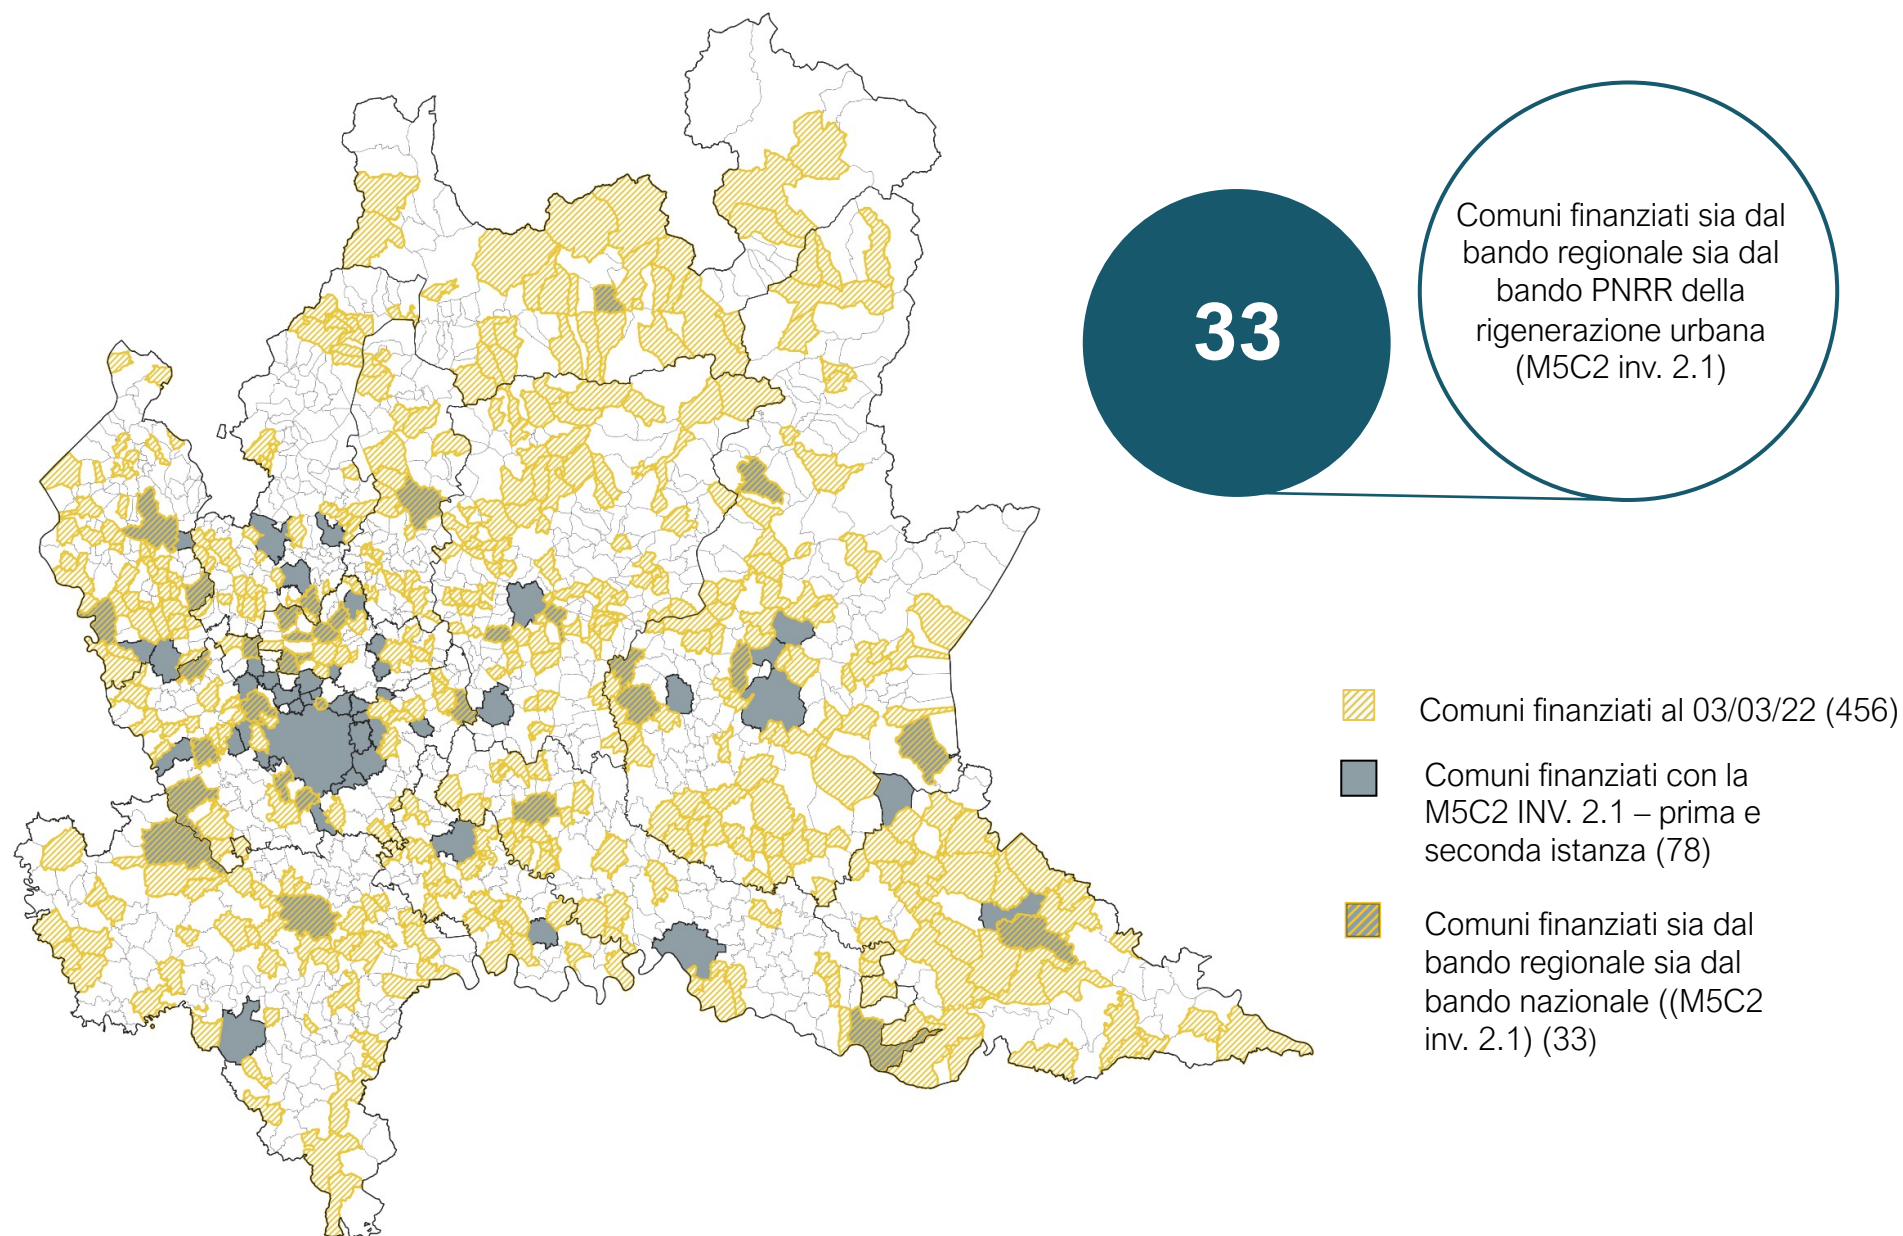 33
Comuni finanziati sia dal
bando regionale sia dal
bando PNRR della
rigenerazione urbana
(M5C2 inv. 2.1)
Comuni finanziati al 03/03/22 (456)
Comuni finanziati con la
M5C2 INV. 2.1 – prima e
seconda istanza (78)
Comuni finanziati sia dal
bando regionale sia dal
bando nazionale ((M5C2
inv. 2.1) (33)